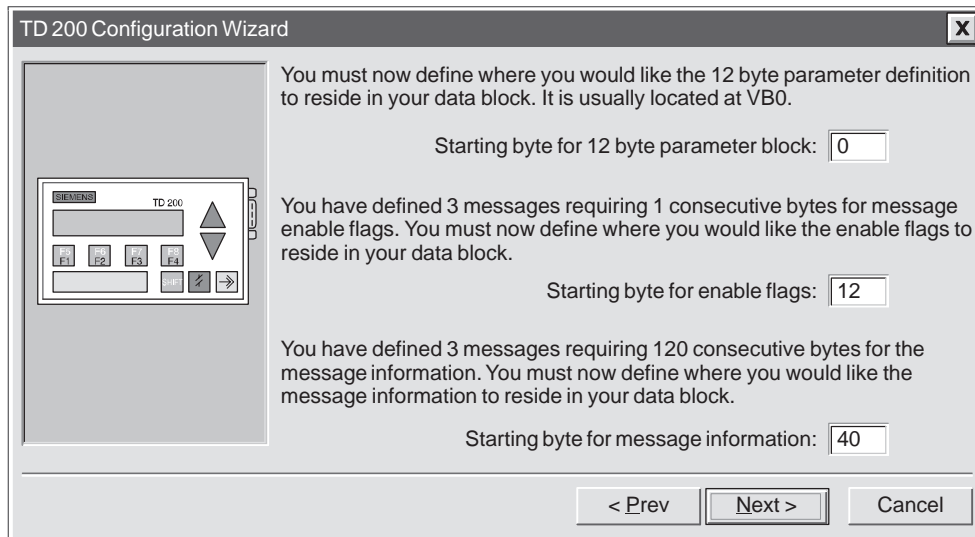 TD 200 Configuration Wizard
X
You must now define where you would like the 12 byte parameter definition
to reside in your data block. It is usually located at VB0.
Starting byte for 12 byte parameter block: 0
SIEMENS
TD 200
F5 F6 F7 F8
F1 F2 F3 F4
SHIFT
You have defined 3 messages requiring 1 consecutive bytes for message
enable flags. You must now define where you would like the enable flags to
reside in your data block.
Starting byte for enable flags: 12
You have defined 3 messages requiring 120 consecutive bytes for the
message information. You must now define where you would like the
message information to reside in your data block.
Starting byte for message information: 40
< Prev
Next >
Cancel